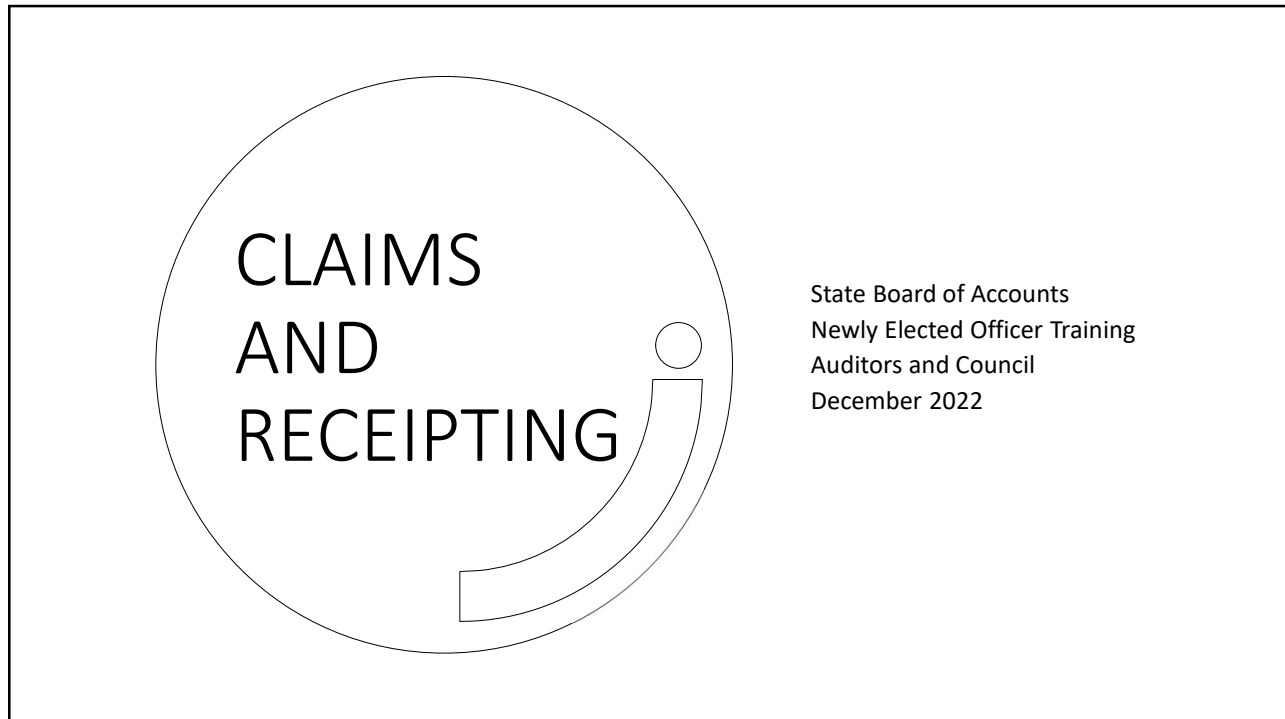 CLAIMS
AND
RECEIPTING
State Board of Accounts
Newly Elected Officer Training
Auditors and Council
December 2022